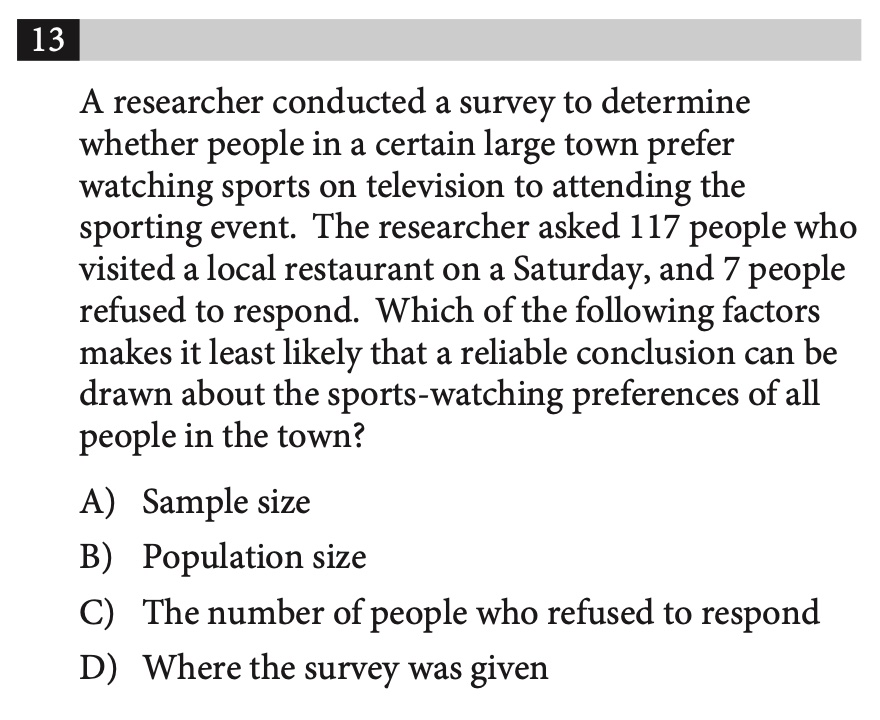 13
A researcher conducted a survey to determine
whether people in a certain large town prefer
watching sports on television to attending the
sporting event.  The researcher asked 117 people who
visited a local restaurant on a Saturday, and 7 people
refused to respond.  Which of the following factors
makes it least likely that a reliable conclusion can be
drawn about the sports-watching preferences of all
people in the town?
A) Sample size
B) Population size
C) The number of people who refused to respond
D) Where the survey was given